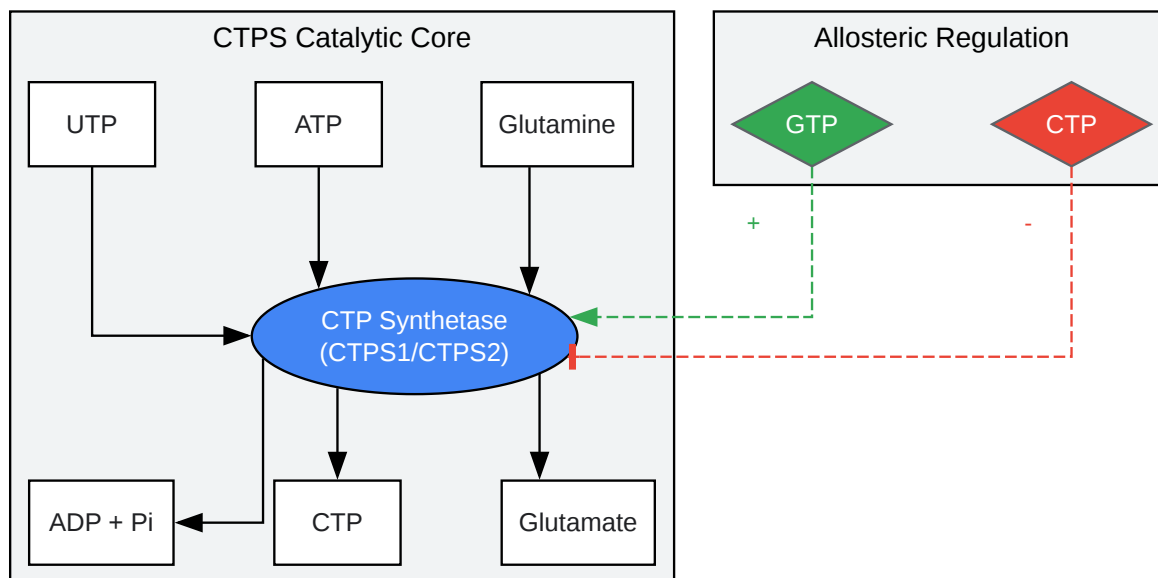 CTPS Catalytic Core
Allosteric Regulation
UTP
ATP
Glutamine
GTP
CTP
+
-
CTP Synthetase
(CTPS1/CTPS2)
ADP + Pi
CTP
Glutamate